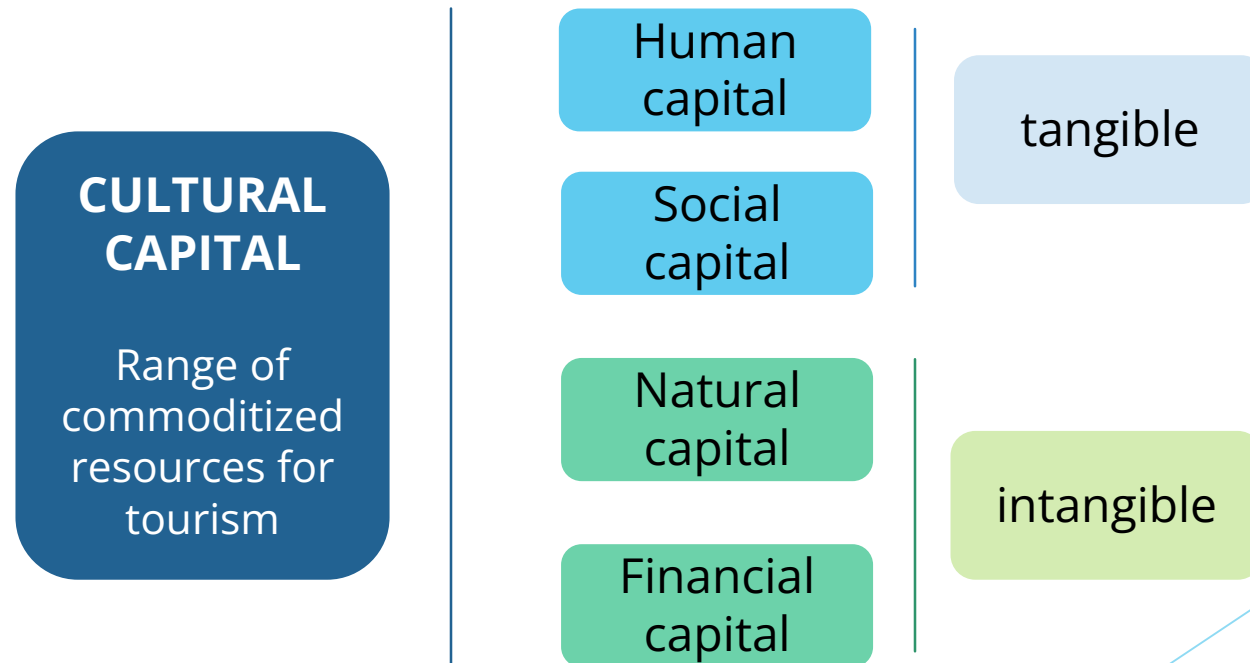 CULTURAL
CAPITAL
Range of
commoditized
resources for
tourism
Human
capital
Social
capital
tangible
Natural
capital
Financial
capital
intangible